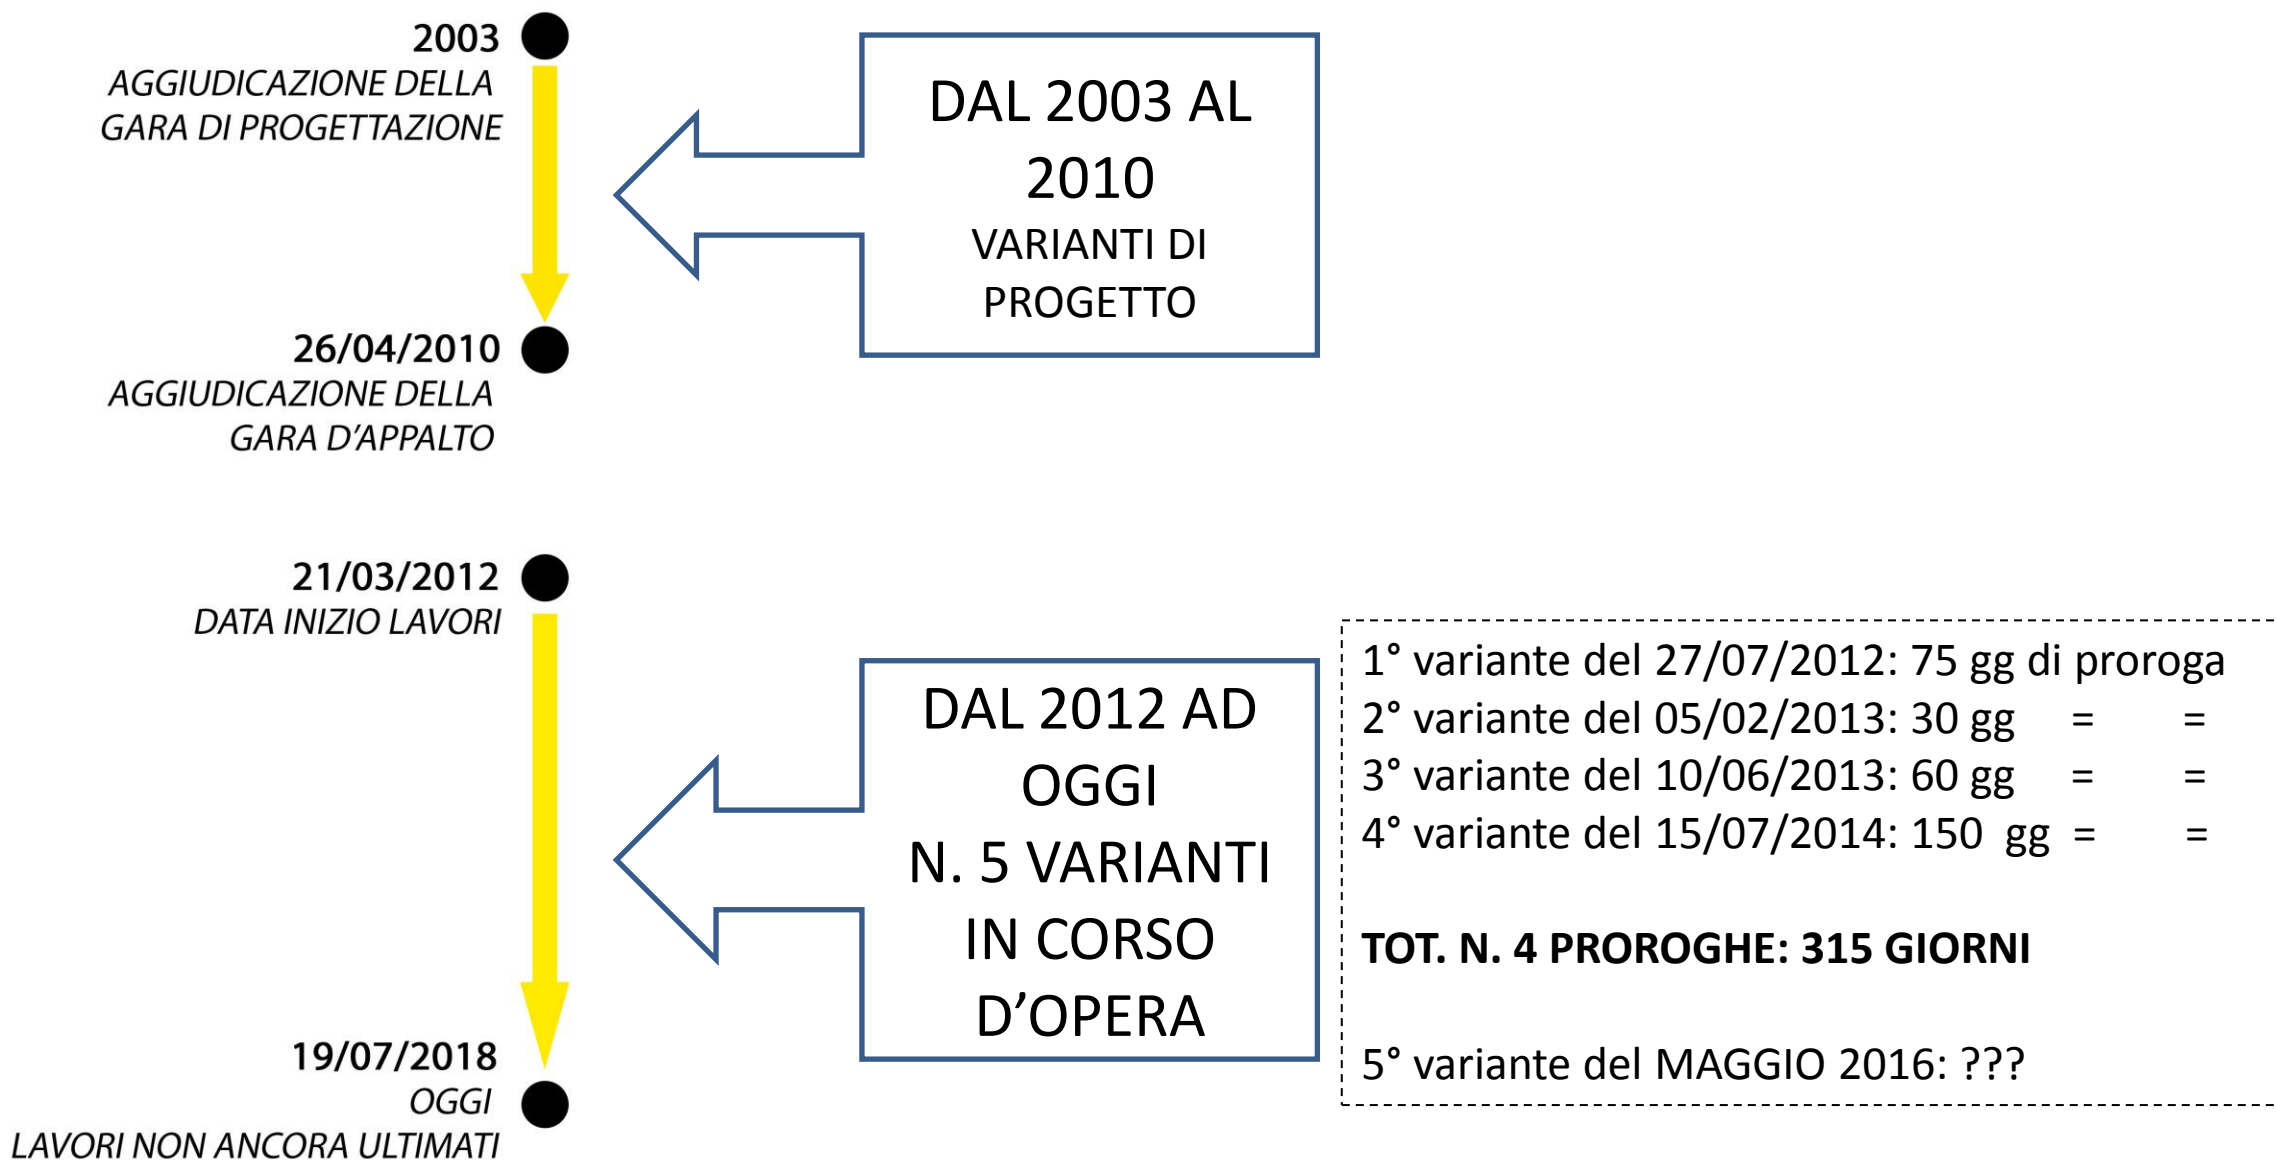 2003
AGGIUDICAZIONE DELLA
GARA DI PROGETTAZIONE
DAL 2003 AL
2010
VARIANTI DI
PROGETTO
26/04/2010
AGGIUDICAZIONE DELLA
GARA D'APPALTO
21/03/2012
DATA INIZIO LAVORI
DAL 2012 AD
OGGI
N. 5 VARIANTI
IN CORSO
D’OPERA
1° variante del 27/07/2012: 75 gg di proroga
2° variante del 05/02/2013: 30 gg = =
3° variante del 10/06/2013: 60 gg = =
4° variante del 15/07/2014: 150 gg = =
TOT. N. 4 PROROGHE: 315 GIORNI
5° variante del MAGGIO 2016: ???
19/07/2018
OGGI
LAVORI NON ANCORA ULTIMATI